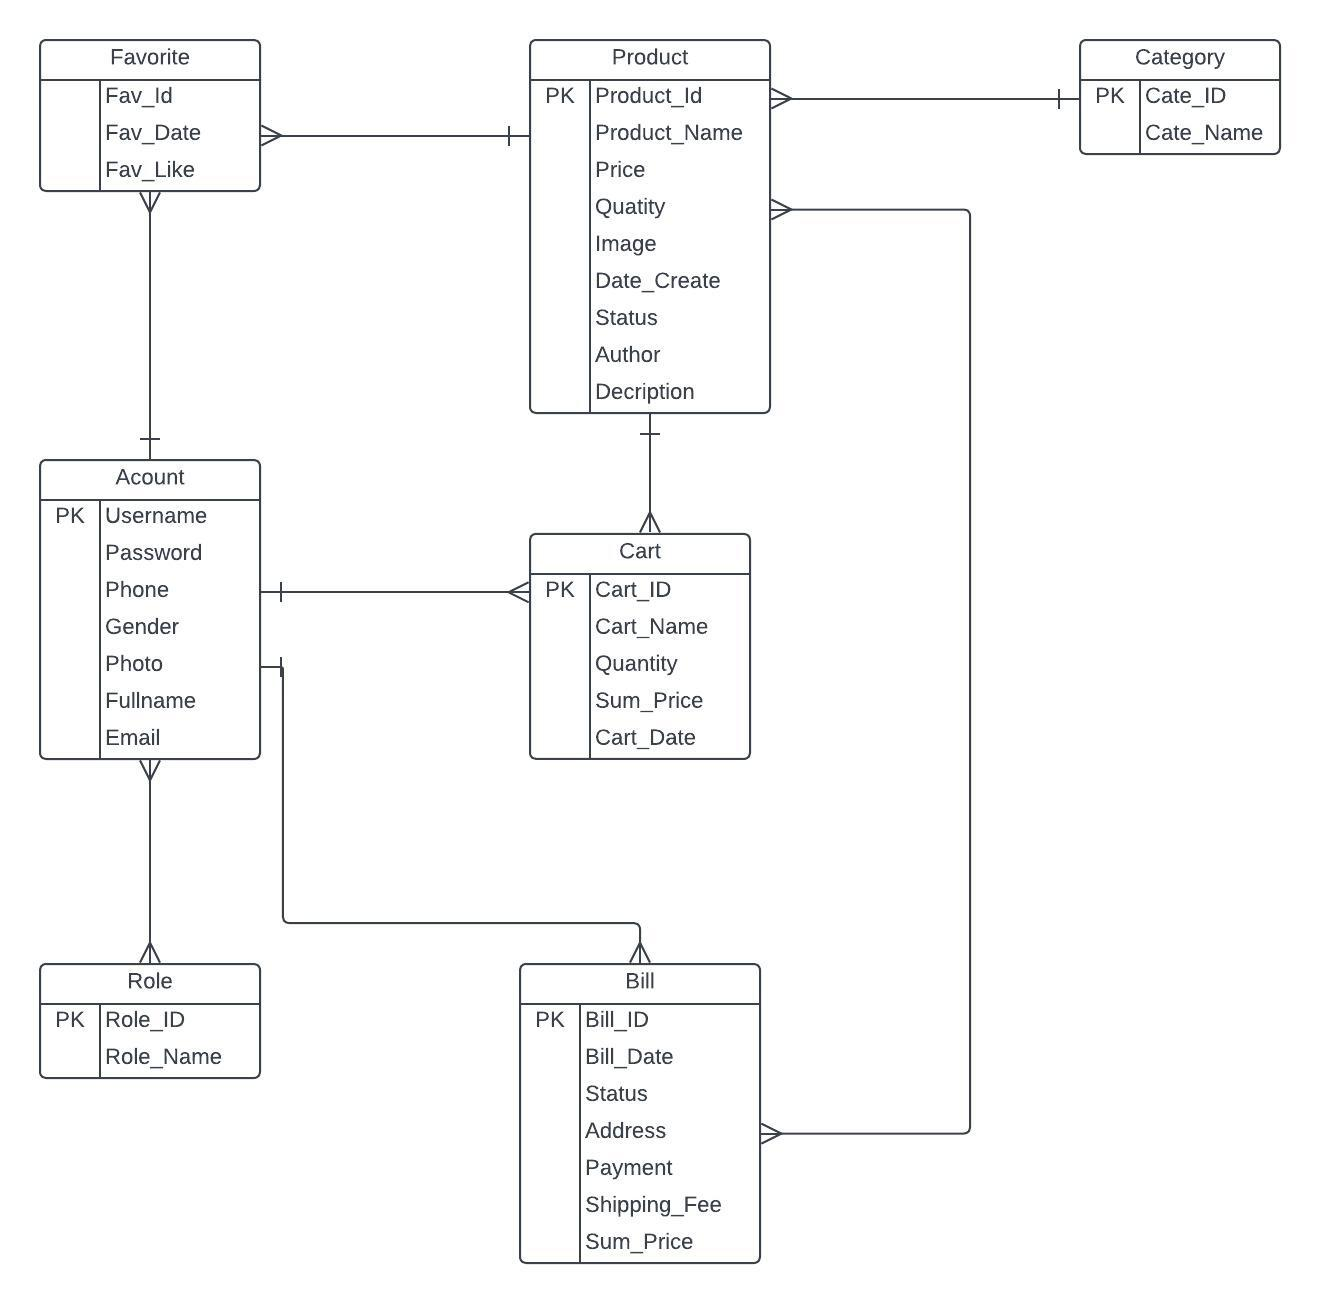 Favorite
Fav_Id
Fav_Date
Fav_Like
Product
PK Product_Id
Product_Name
Price
Quatity
Image
Date_Create
Status
Author
Decription
Category
PK Cate_ID
Cate_Name
Acount
PK Username
Password
Phone
Gender
Photo
Fullname
Email
Cart
PK Cart_ID
Cart_Name
Quantity
Sum_Price
Cart_Date
Role
PK Role_ID
Role_Name
Bill
PK Bill_ID
Bill_Date
Status
Address
Payment
Shipping_Fee
Sum_Price